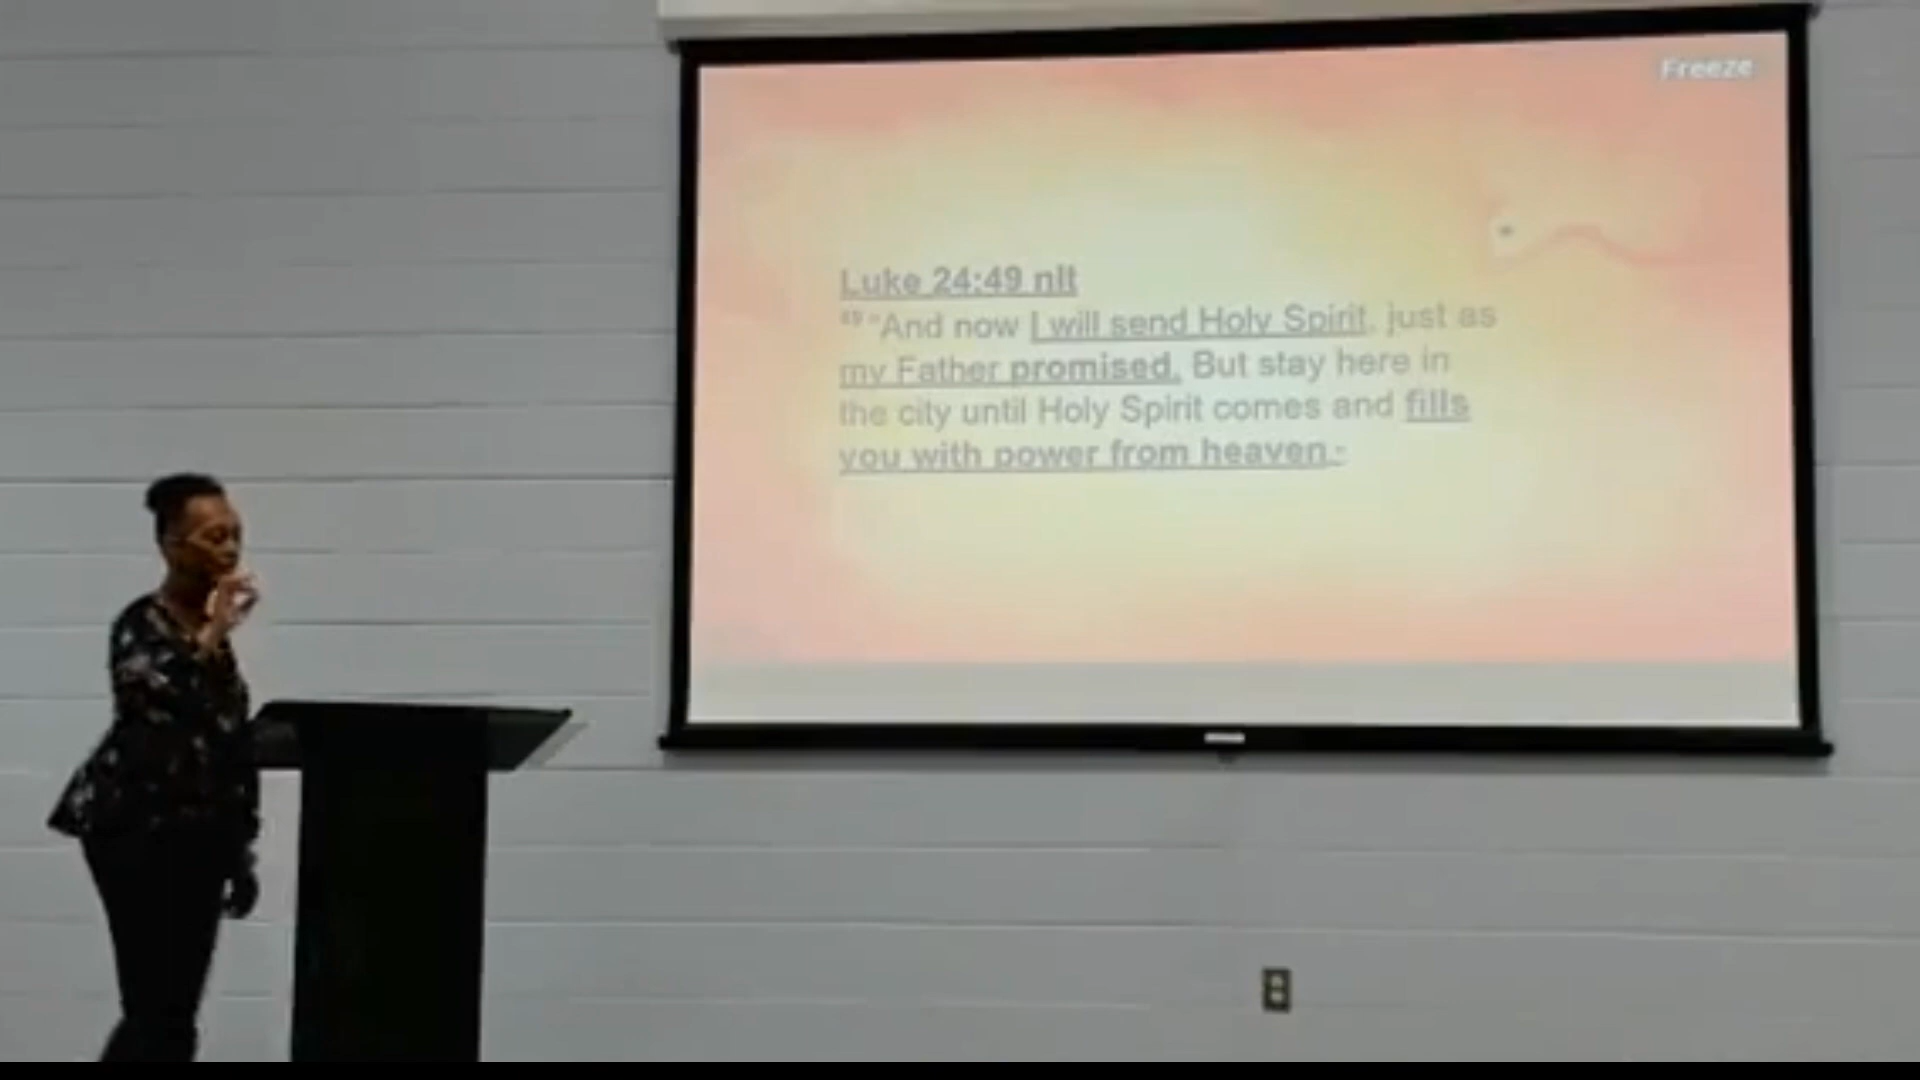 Freeze
Luke 24:49 nlt
49 "And now I will send Holy Spirit, just as
my Father promised. But stay here in
the city until Holy Spirit comes and fills
you with power from heaven."